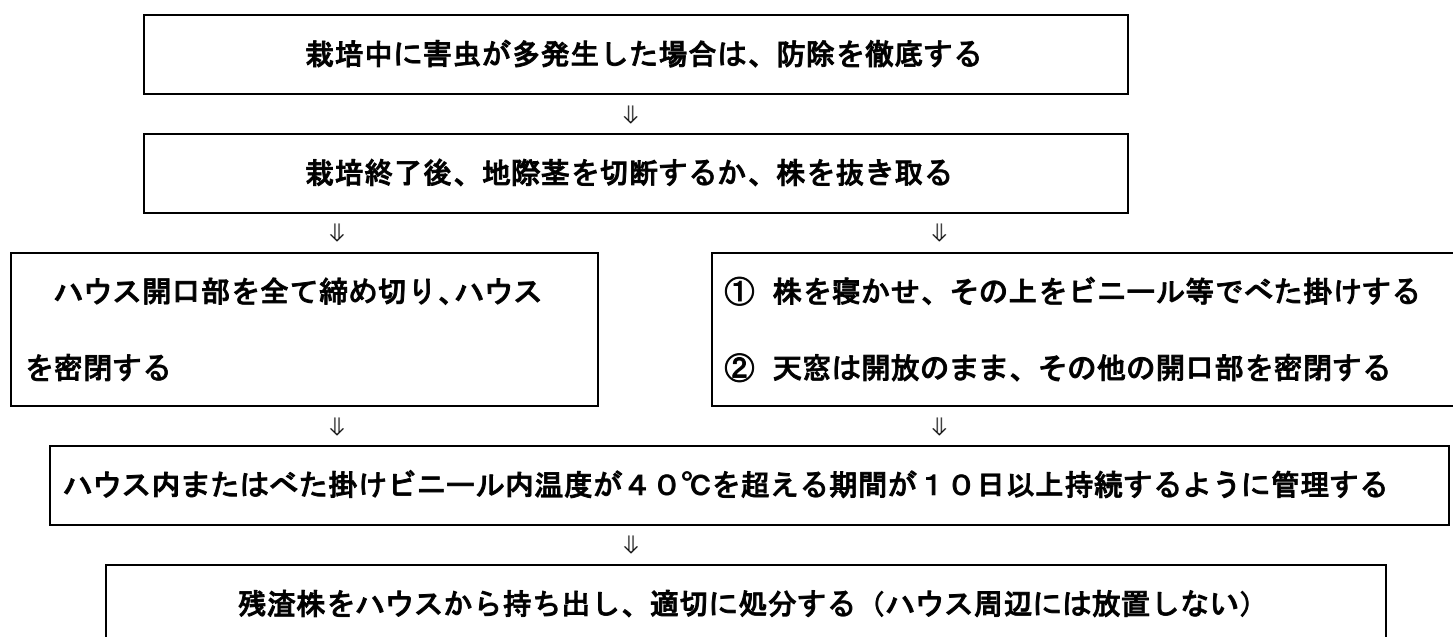 栽培中に害虫が多発生した場合は、防除を徹底する
⇓
栽培終了後、地際茎を切断するか、株を抜き取る
⇓ ⇓
ハウス開口部を全て締め切り、ハウス
を密閉する
① 株を寝かせ、その上をビニール等でべた掛けする
② 天窓は開放のまま、その他の開口部を密閉する
⇓ ⇓
ハウス内またはべた掛けビニール内温度が４０℃を超える期間が１０日以上持続するように管理する
⇓
残渣株をハウスから持ち出し、適切に処分する（ハウス周辺には放置しない）